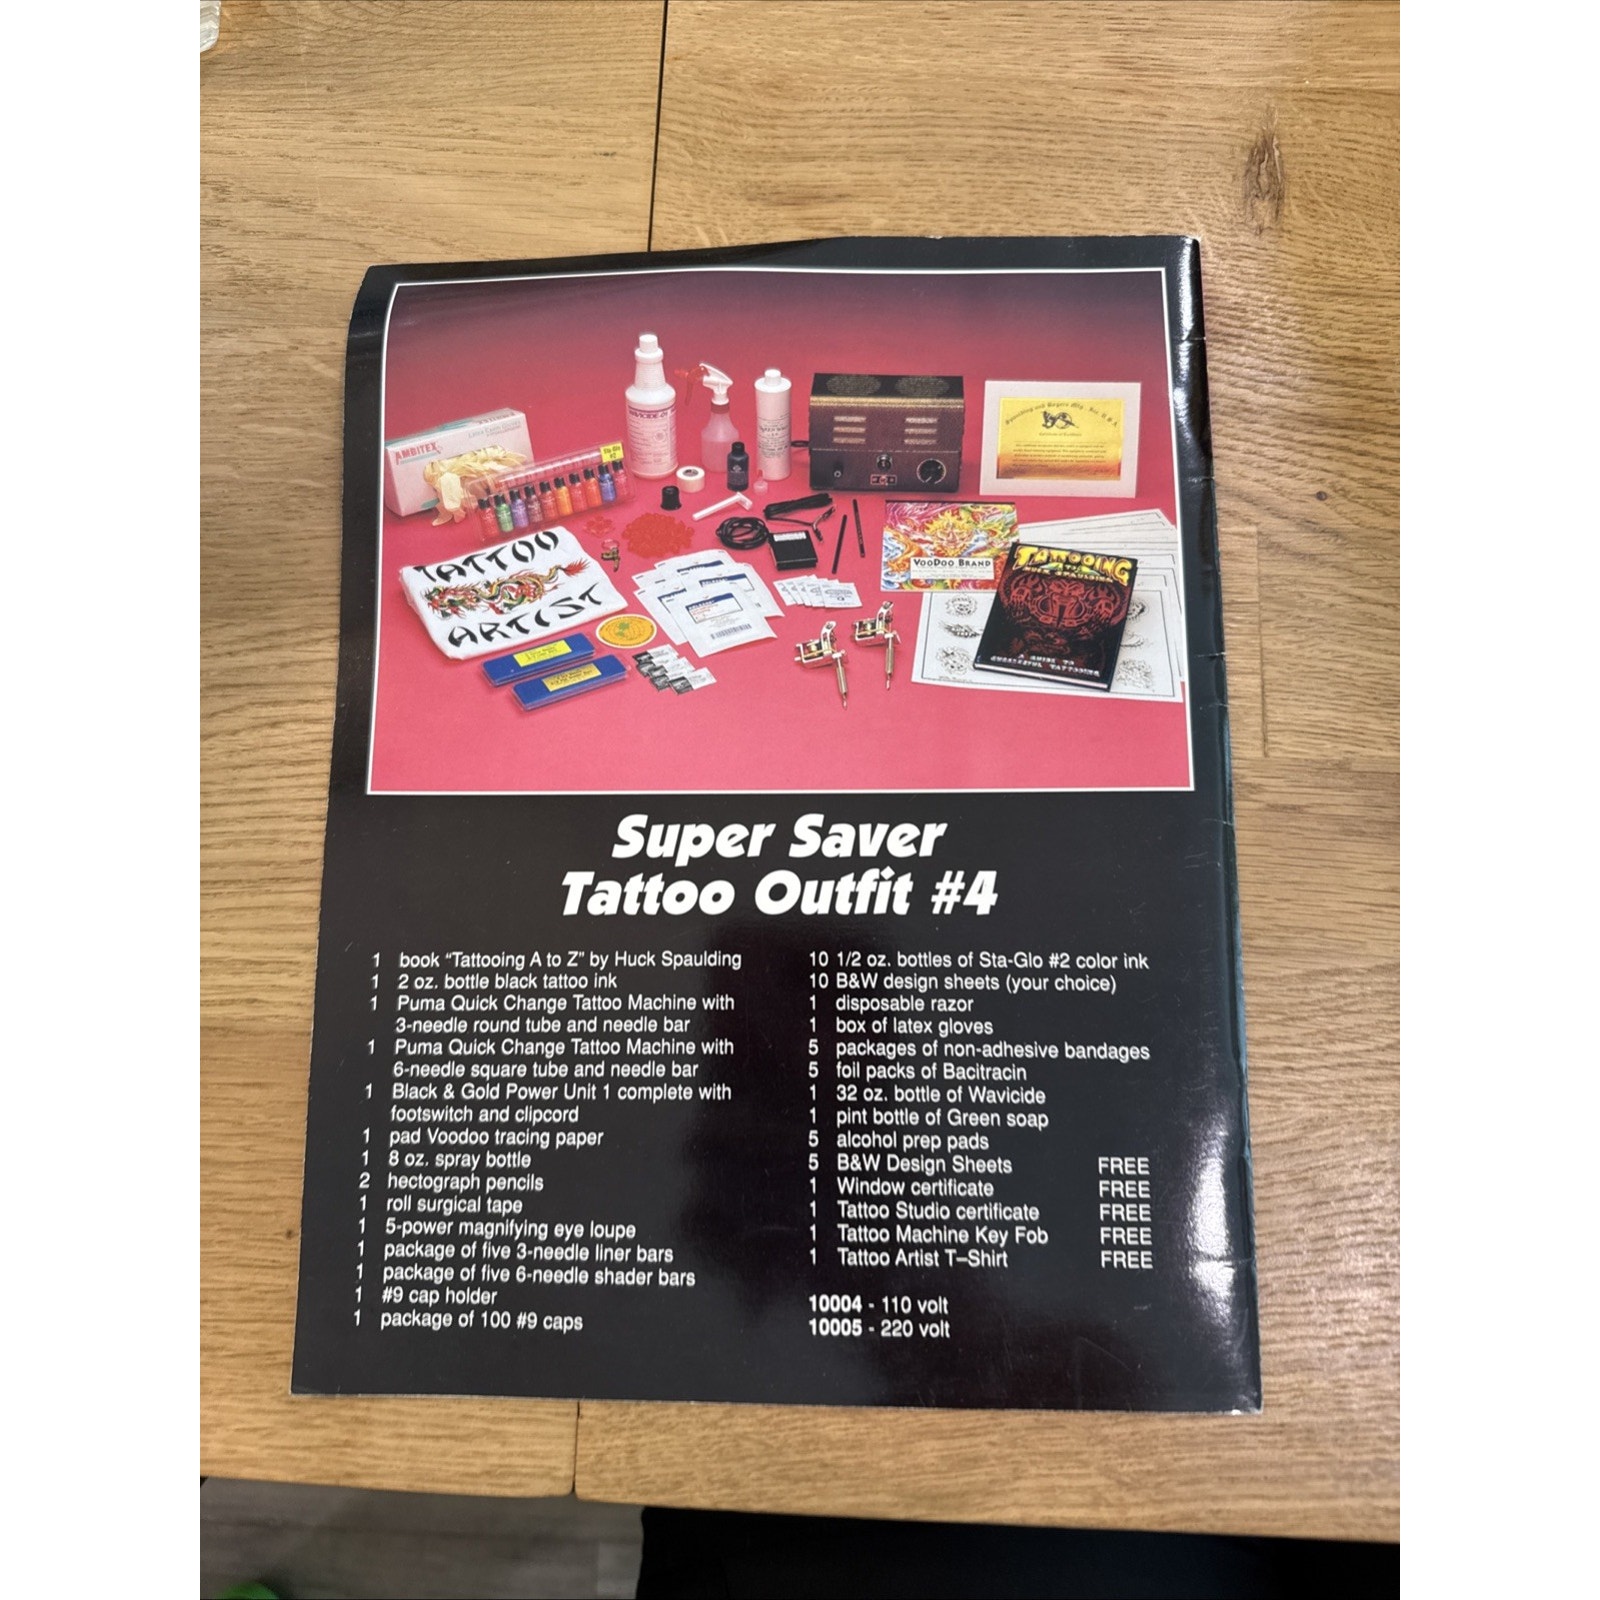 AMBITEX
Sta-Glo
#2
TATTOO
ARTIST
VOODOO BRAND
TATTOOING
HUCK SPAULDING
A GUIDE TO
SUCCESSFUL TATTOOING
Super Saver
Tattoo Outfit #4
1 book “Tattooing A to Z” by Huck Spaulding
1 2 oz. bottle black tattoo ink
1 Puma Quick Change Tattoo Machine with
3-needle round tube and needle bar
1 Puma Quick Change Tattoo Machine with
6-needle square tube and needle bar
1 Black & Gold Power Unit 1 complete with
footswitch and clipcord
1 pad Voodoo tracing paper
1 8 oz. spray bottle
2 hectograph pencils
1 roll surgical tape
1 5-power magnifying eye loupe
1 package of five 3-needle liner bars
1 package of five 6-needle shader bars
1 #9 cap holder
1 package of 100 #9 caps
10 1/2 oz. bottles of Sta-Glo #2 color ink
10 B&W design sheets (your choice)
1 disposable razor
1 box of latex gloves
5 packages of non-adhesive bandages
5 foil packs of Bacitracin
1 32 oz. bottle of Wavicide
1 pint bottle of Green soap
5 alcohol prep pads
5 B&W Design Sheets FREE
1 Window certificate FREE
1 Tattoo Studio certificate FREE
1 Tattoo Machine Key Fob FREE
1 Tattoo Artist T–Shirt FREE
10004 - 110 volt
10005 - 220 volt